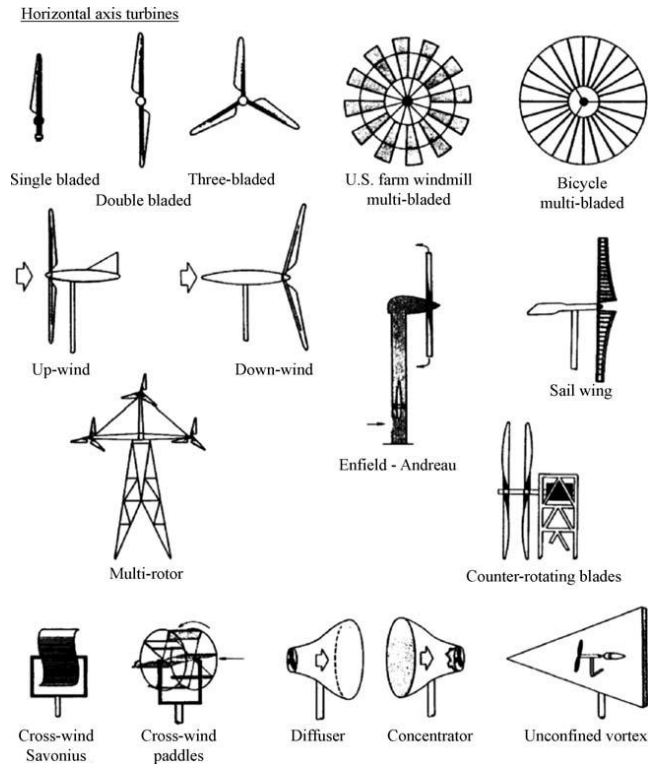 Horizontal axis turbines
Single bladed
Double bladed
Three-bladed
U.S. farm windmill
multi-bladed
Bicycle
multi-bladed
Up-wind
Down-wind
Enfield - Andreau
Sail wing
Multi-rotor
Counter-rotating blades
Cross-wind
Savonius
Cross-wind
paddles
Diffuser
Concentrator
Unconfined vortex